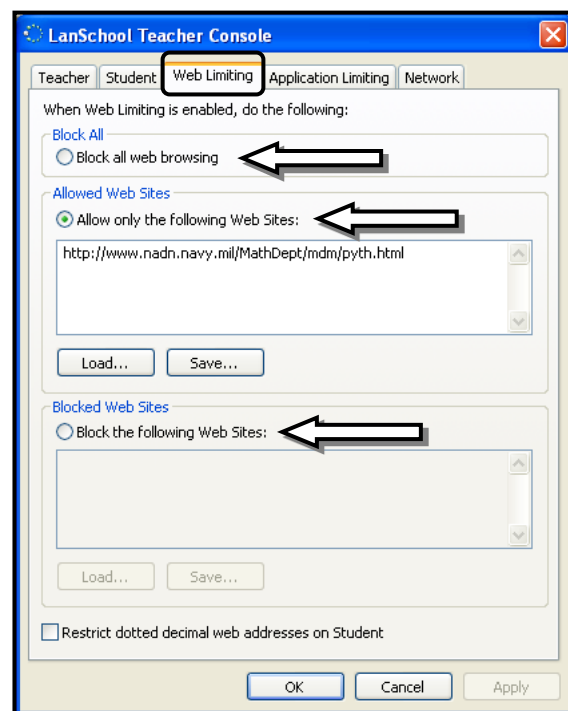 LanSchool Teacher Console
Teacher Student Web Limiting Application Limiting Network
When Web Limiting is enabled, do the following:
Block All
Block all web browsing
Allowed Web Sites
Allow only the following Web Sites:
http://www.nadn.navy.mil/MathDept/mdm/pyth.html
Load... Save...
Blocked Web Sites
Block the following Web Sites:
Load... Save...
Restrict dotted decimal web addresses on Student
OK Cancel Apply